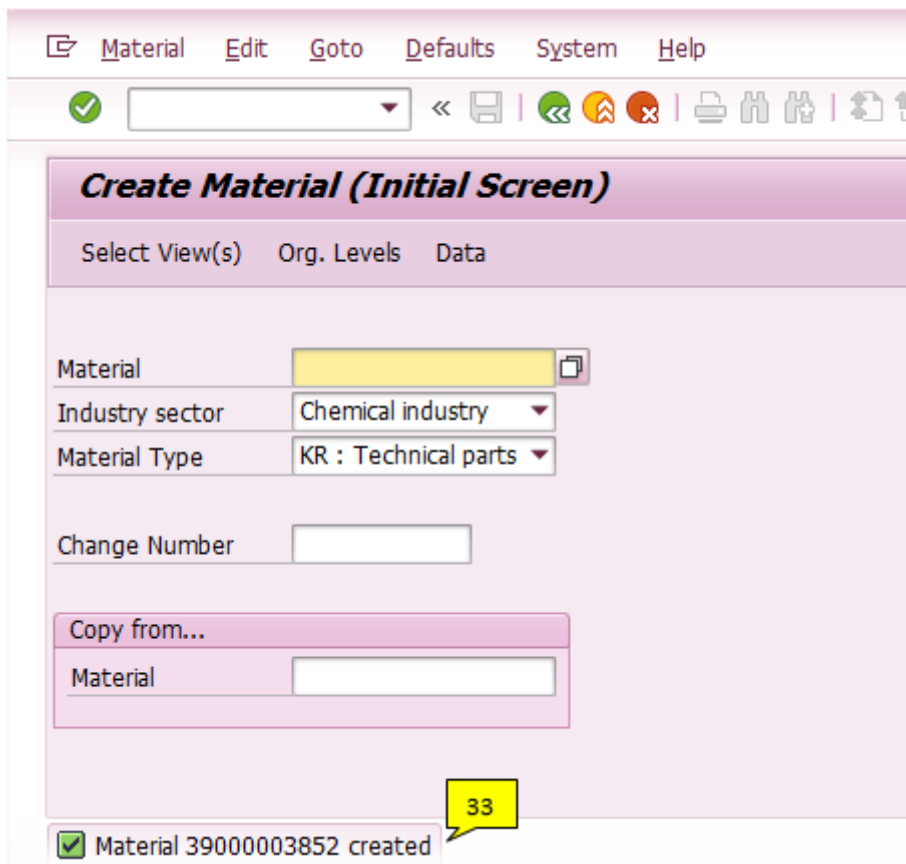 Material Edit Goto Defaults System Help
Create Material (Initial Screen)
Select View(s) Org. Levels Data
Material
Industry sector Chemical industry
Material Type KR : Technical parts
Change Number
Copy from...
Material
33
Material 39000003852 created